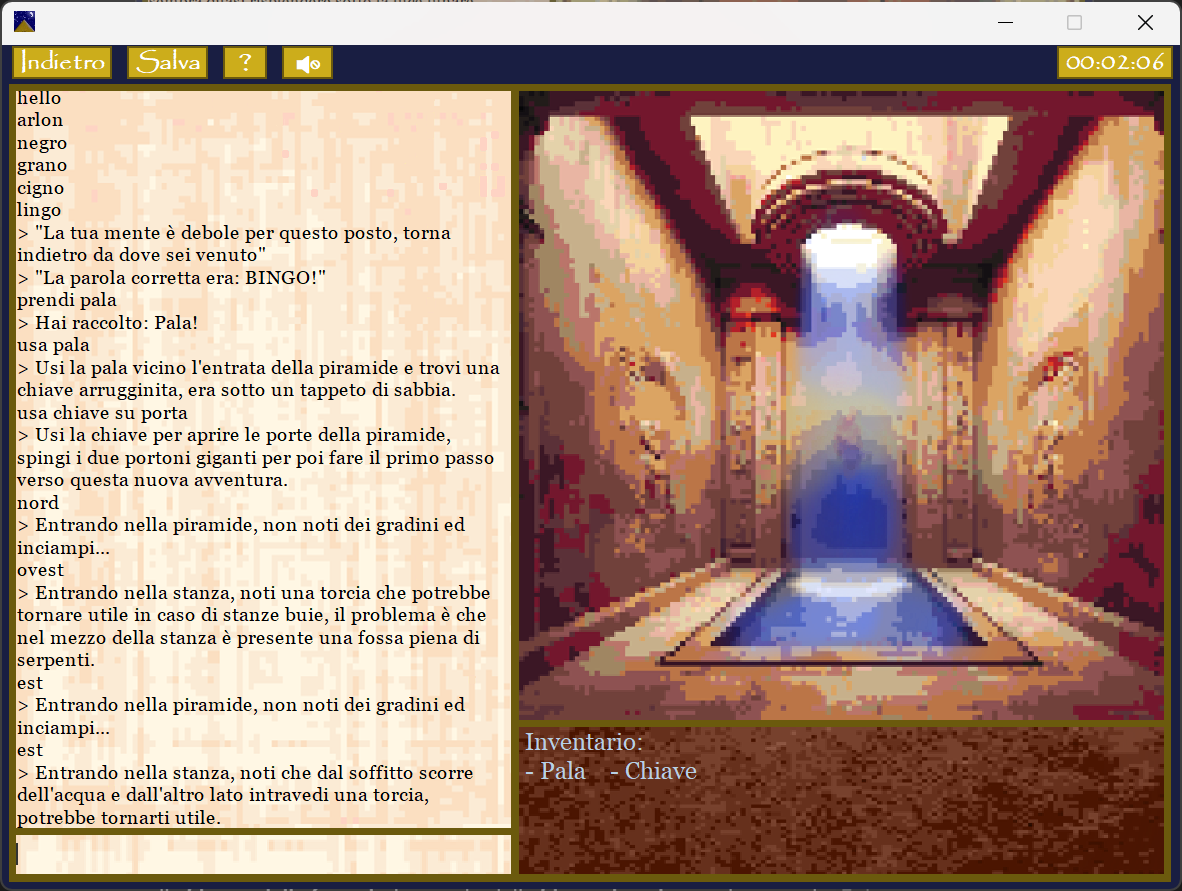 Indietro
Salva
?
00:02:06
hello
arlon
negro
grano
cigno
lingo
> "La tua mente è debole per questo posto, torna
indietro da dove sei venuto"
> "La parola corretta era: BINGO!"
prendi pala
> Hai raccolto: Pala!
usa pala
> Usi la pala vicino l'entrata della piramide e trovi una
chiave arrugginita, era sotto un tappeto di sabbia.
usa chiave su porta
> Usi la chiave per aprire le porte della piramide,
spingi i due portoni giganti per poi fare il primo passo
verso questa nuova avventura.
nord
> Entrando nella piramide, non noti dei gradini ed
inciampi...
ovest
> Entrando nella stanza, noti una torcia che potrebbe
tornare utile in caso di stanze buie, il problema è che
nel mezzo della stanza è presente una fossa piena di
serpenti.
est
> Entrando nella piramide, non noti dei gradini ed
inciampi...
est
> Entrando nella stanza, noti che dal soffitto scorre
dell'acqua e dall'altro lato intravedi una torcia,
potrebbe tornarti utile.
Inventario:
- Pala - Chiave